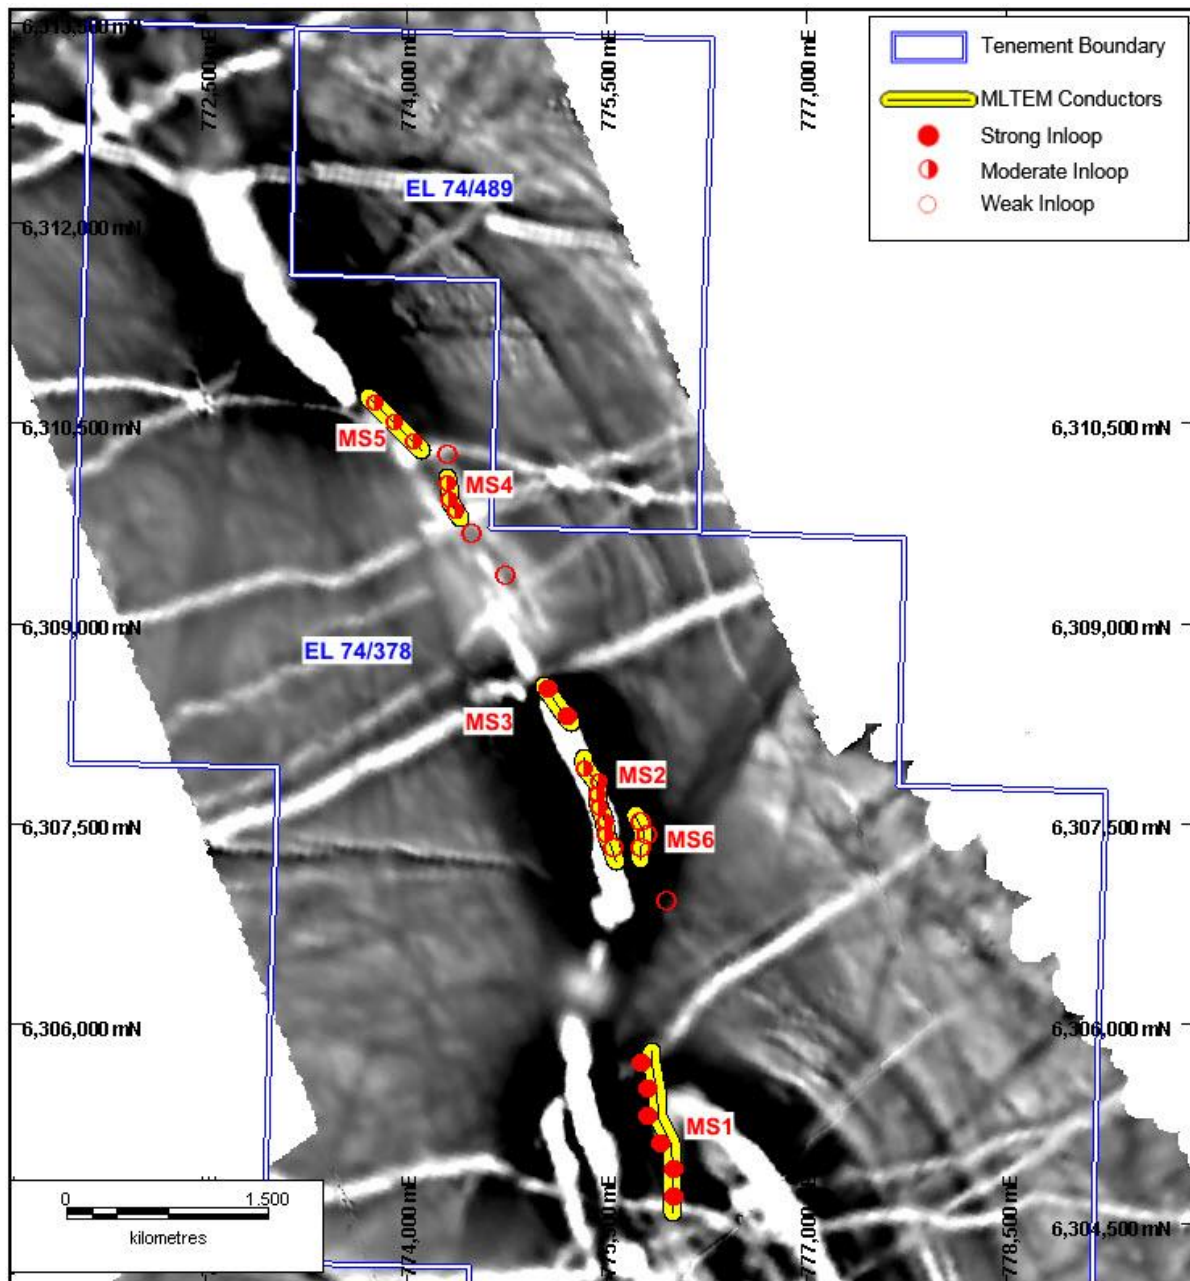 6,313,500 mN
772,500 mE
774,000 mE
775,500 mE
777,000 mE
Tenement Boundary
MLTEM Conductors
Strong Inloop
Moderate Inloop
Weak Inloop
EL 74/489
6,312,000 mN
6,310,500 mN
6,310,500 mN
MS5
MS4
6,309,000 mN
6,309,000 mN
EL 74/378
MS3
MS2
6,307,500 mN
6,307,500 mN
MS6
6,306,000 mN
6,306,000 mN
MS1
0 1.500
kilometres
774,000 mE
775,500 mE
777,000 mE
778,500 mE
6,304,500 mN